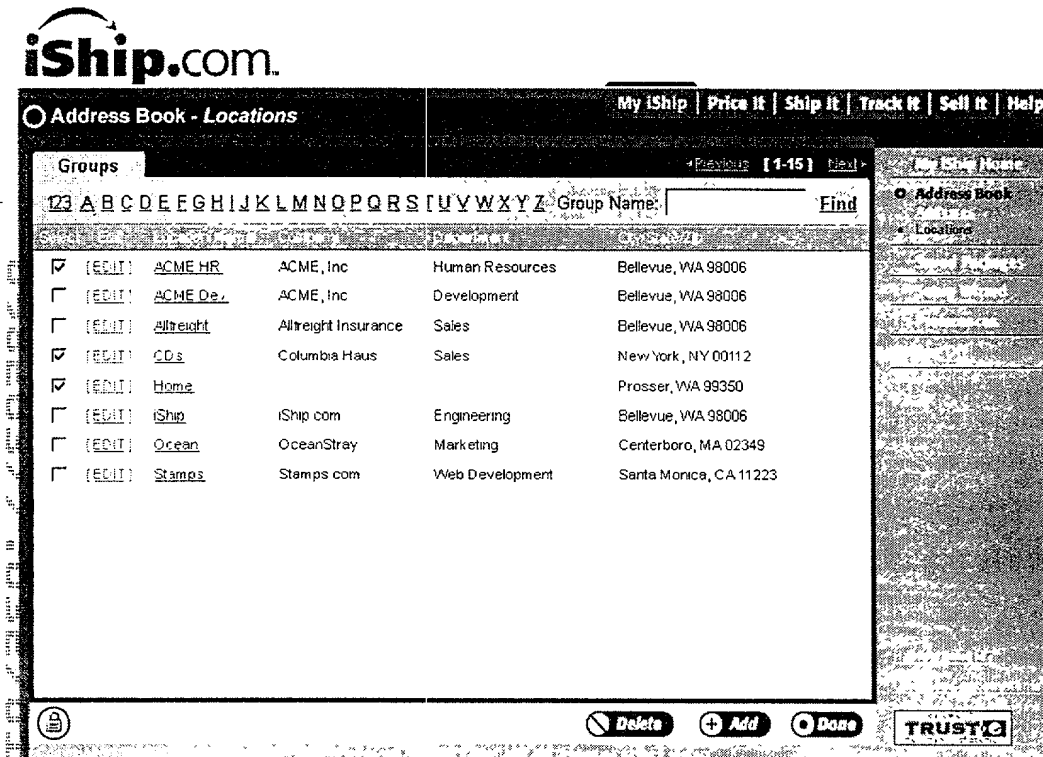 iShip.com
My iShip | Price It | Ship It | Track It | Sell It | Help
Address Book - Locations
Groups Previous [1-15] Next
My iShip Home
123 A B C D E F G H I J K L M N O P Q R S T U V W X Y Z Group Name: Find
Address Book
Locations
[EDIT] ACME HR ACME, Inc Human Resources Bellevue, WA 98006
[EDIT] ACME Dev ACME, Inc Development Bellevue, WA 98006
[EDIT] Allfreight Allfreight Insurance Sales Bellevue, WA 98006
[EDIT] CDs Columbia Haus Sales New York, NY 00112
[EDIT] Home Prosser, WA 99350
[EDIT] iShip iShip com Engineering Bellevue, WA 98006
[EDIT] Ocean OceanStray Marketing Centerboro, MA 02349
[EDIT] Stamps Stamps com Web Development Santa Monica, CA 11223
Delete Add Done
TRUSTe